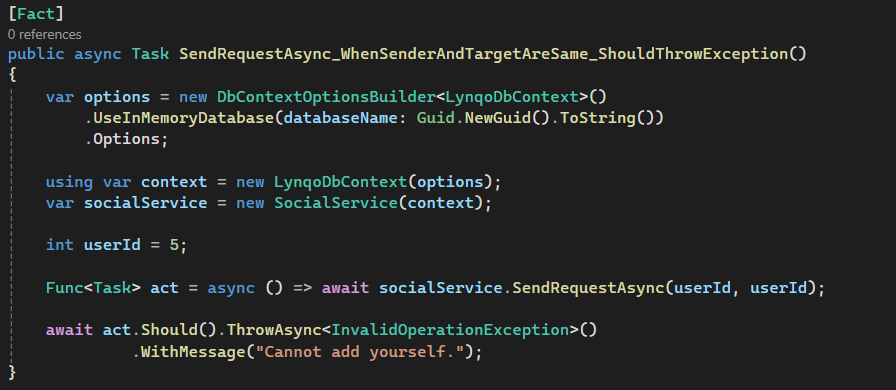 [Fact]
0 references
public async Task SendRequestAsync_WhenSenderAndTargetAreSame_ShouldThrowException()
{
    var options = new DbContextOptionsBuilder<LynqoDbContext>()
        .UseInMemoryDatabase(databaseName: Guid.NewGuid().ToString())
        .Options;

    using var context = new LynqoDbContext(options);
    var socialService = new SocialService(context);

    int userId = 5;

    Func<Task> act = async () => await socialService.SendRequestAsync(userId, userId);

    await act.Should().ThrowAsync<InvalidOperationException>()
             .WithMessage("Cannot add yourself.");
}